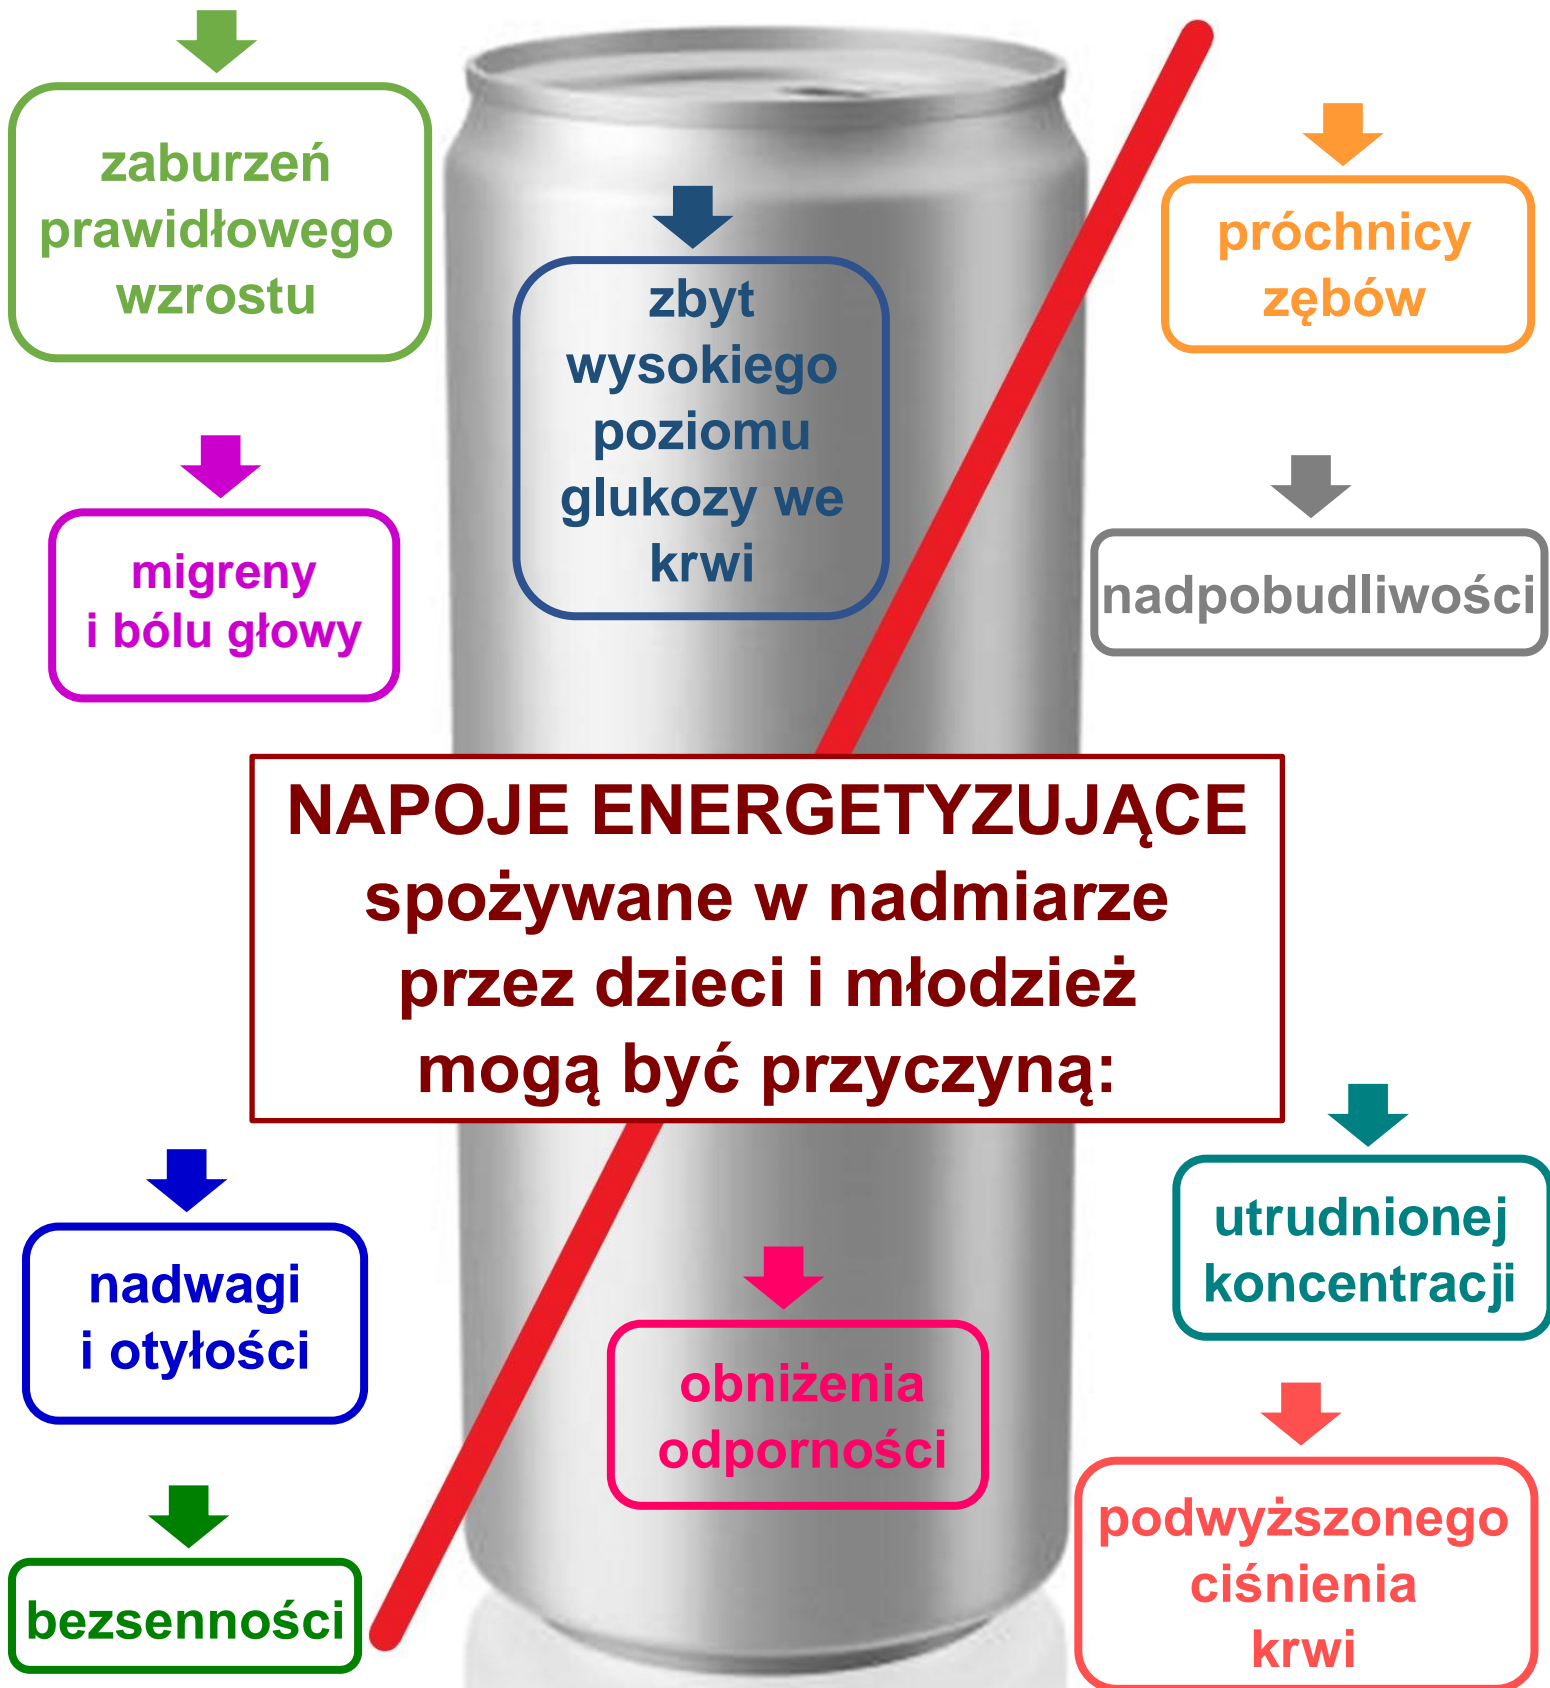 zaburzeń
prawidłowego
wzrostu
zbyt
wysokiego
poziomu
glukozy we
krwi
próchnicy
zębów
migreny
i bólu głowy
nadpobudliwości
NAPOJE ENERGETYZUJĄCE
spożywane w nadmiarze
przez dzieci i młodzież
mogą być przyczyną:
nadwagi
i otyłości
obniżenia
odporności
utrudnionej
koncentracji
bezsenności
podwyższonego
ciśnienia
krwi